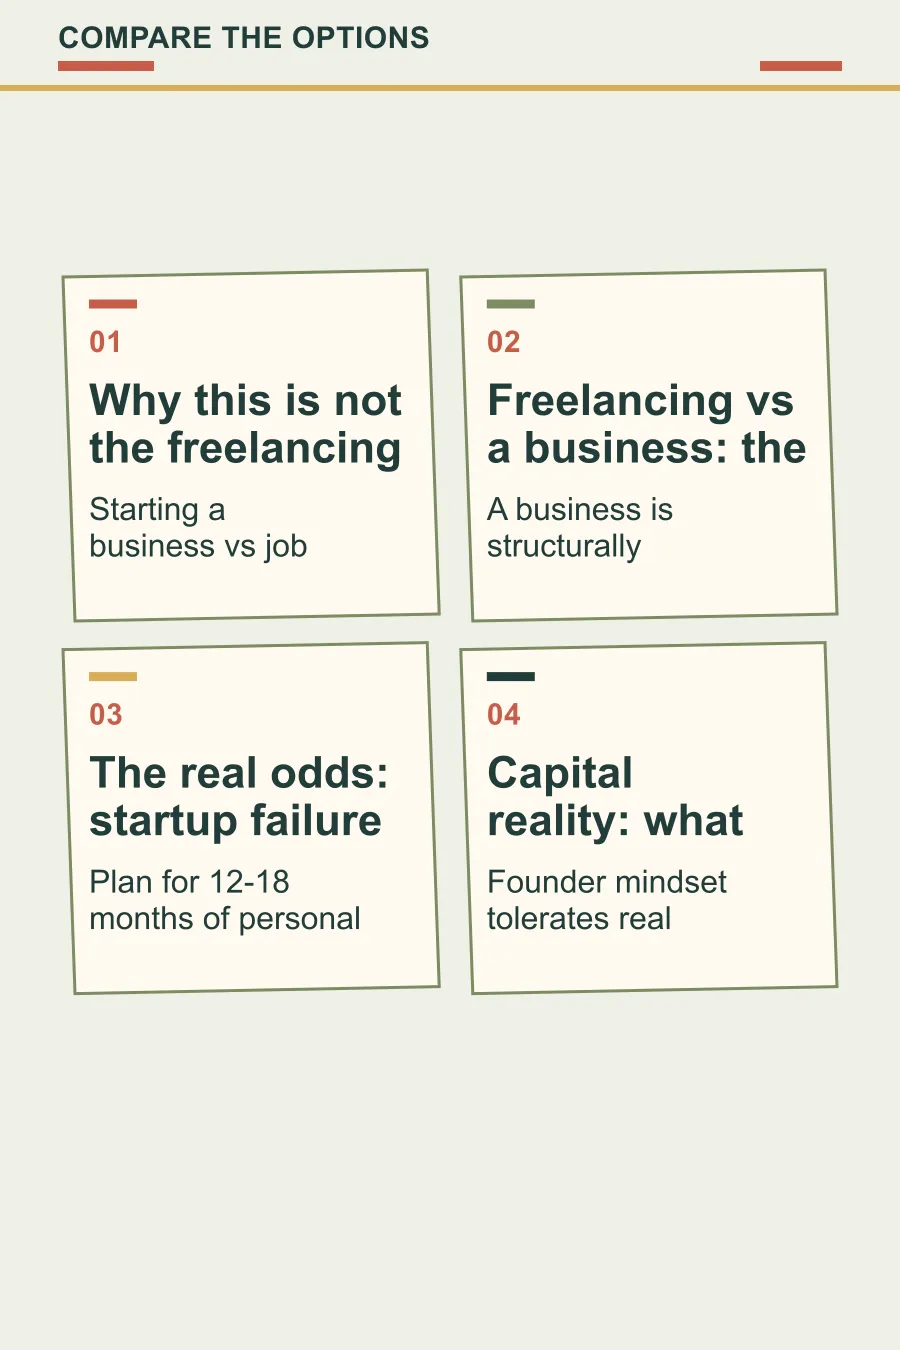 COMPARE THE OPTIONS
01
Why this is not
the freelancing
Starting a
business vs job
02
Freelancing vs
a business: the
A business is
structurally
03
The real odds:
startup failure
Plan for 12-18
months of personal
04
Capital
reality: what
Founder mindset
tolerates real